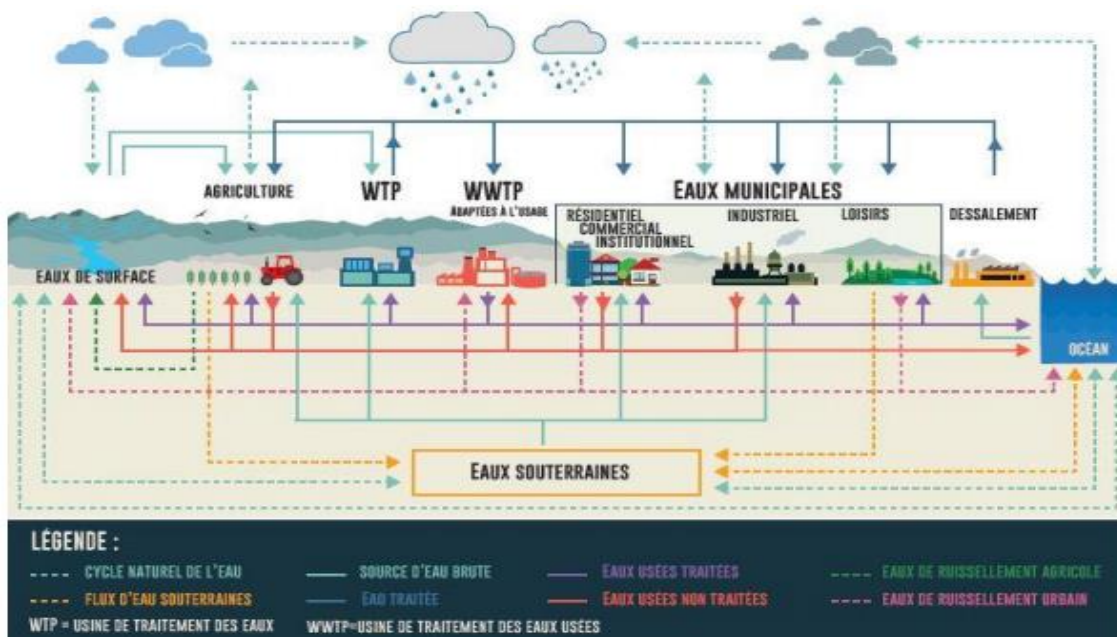 AGRICULTURE
WTP
WWTP
ADAPTÉES À L'USAGE
EAUX MUNICIPALES
RÉSIDENTIEL
COMMERCIAL
INSTITUTIONNEL
INDUSTRIEL
LOISIRS
DESSALEMENT
EAUX DE SURFACE
OCÉAN
EAUX SOUTERRAINES
LÉGENDE :
CYCLE NATUREL DE L'EAU
SOURCE D'EAU BRUTE
EAUX USÉES TRAITÉES
EAUX DE RUISSELLEMENT AGRICOLE
FLUX D'EAU SOUTERRAINES
EAU TRAITÉE
EAUX USÉES NON TRAITÉES
EAUX DE RUISSELLEMENT URBAIN
WTP = USINE DE TRAITEMENT DES EAUX
WWTP=USINE DE TRAITEMENT DES EAUX USÉES